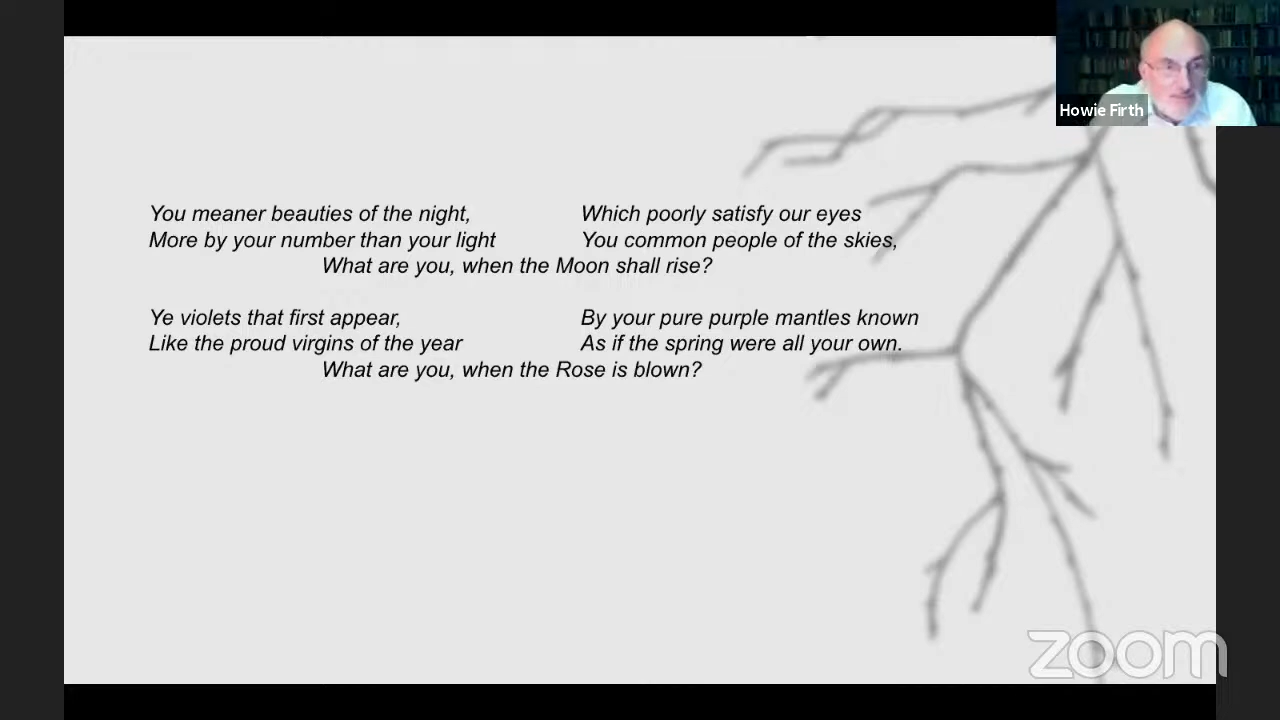 Howie Firth
You meaner beauties of the night,
Which poorly satisfy our eyes
More by your number than your light
You common people of the skies,
What are you, when the Moon shall rise?
Ye violets that first appear,
By your pure purple mantles known
Like the proud virgins of the year
As if the spring were all your own.
What are you, when the Rose is blown?
zoom